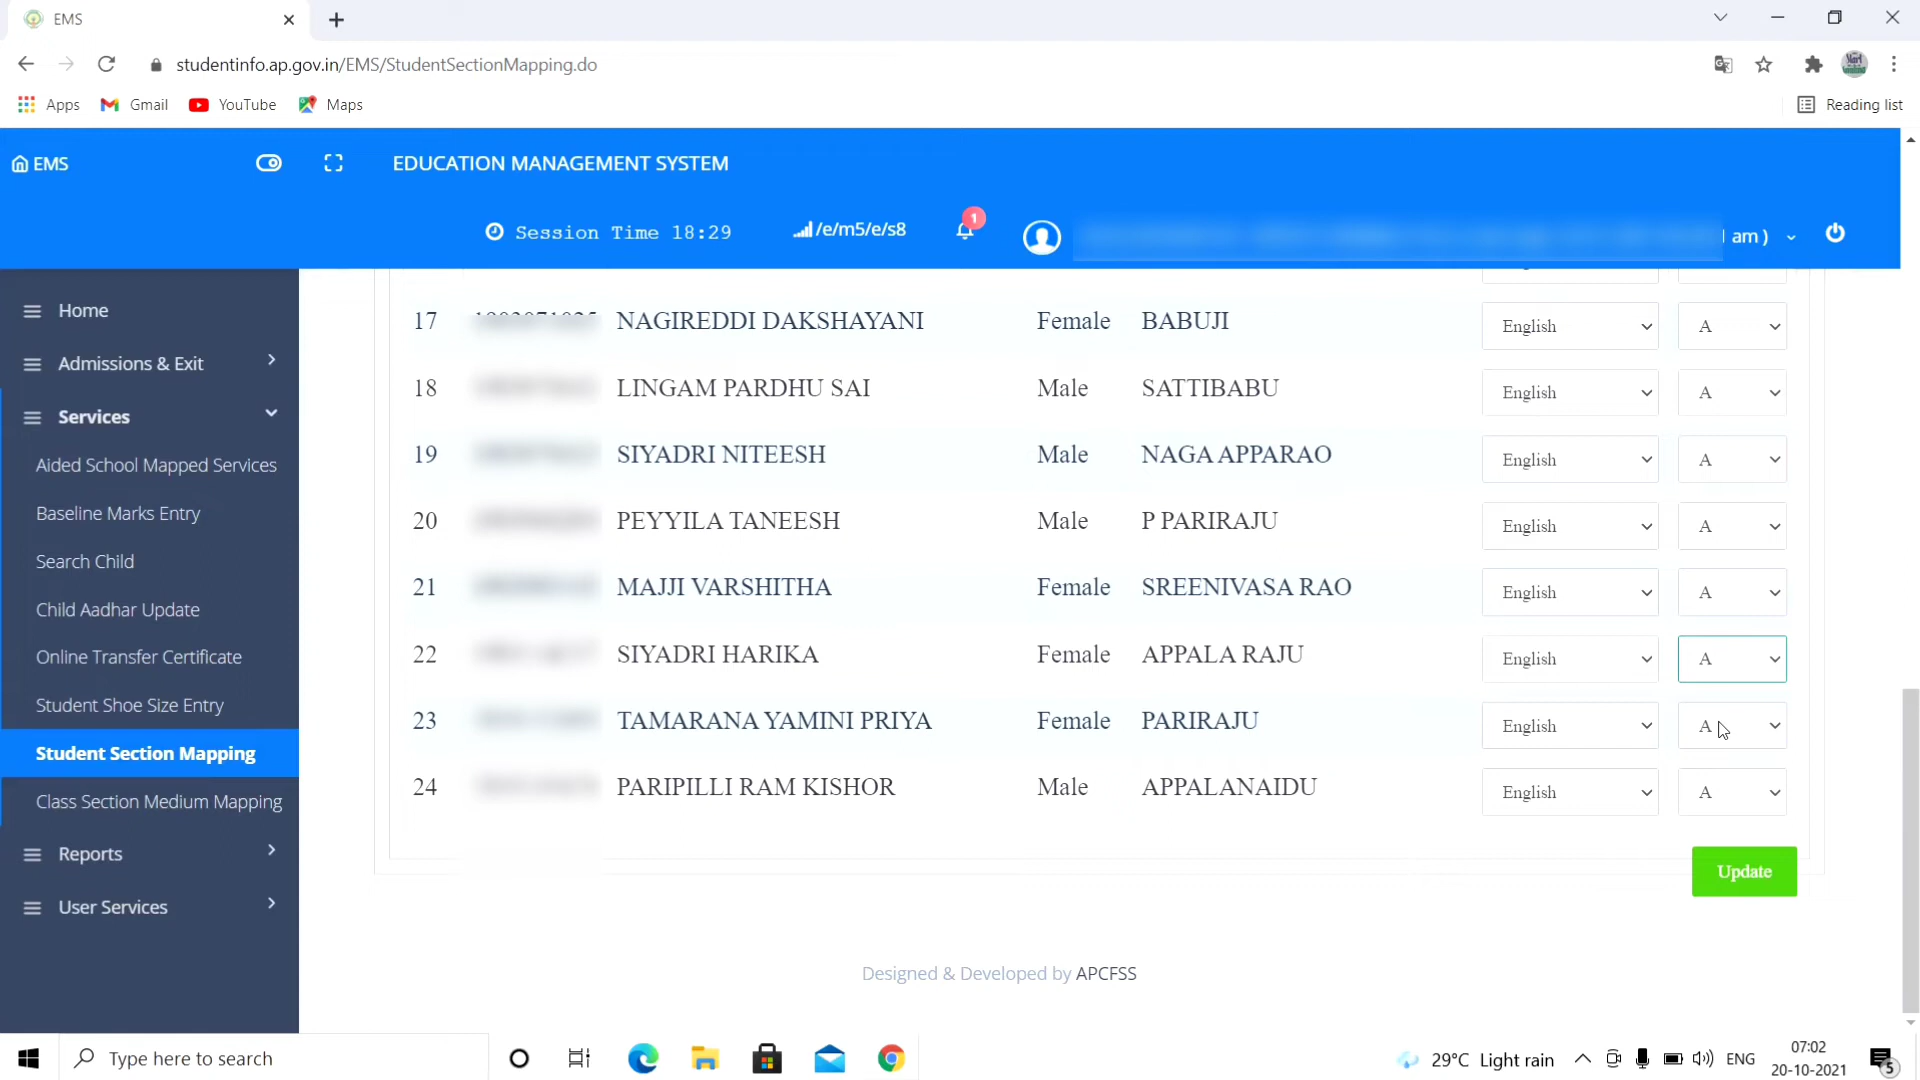 EMS
studentinfo.ap.gov.in/EMS/StudentSectionMapping.do
Apps Gmail YouTube Maps Reading list
EMS EDUCATION MANAGEMENT SYSTEM
Session Time 18:29 /e/m5/e/s8 1 am )
Home
Admissions & Exit
Services
Aided School Mapped Services
Baseline Marks Entry
Search Child
Child Aadhar Update
Online Transfer Certificate
Student Shoe Size Entry
Student Section Mapping
Class Section Medium Mapping
Reports
User Services
17 NAGIREDDI DAKSHAYANI Female BABUJI English A
18 LINGAM PARDHU SAI Male SATTIBABU English A
19 SIYADRI NITEESH Male NAGA APPARAO English A
20 PEYYILA TANEESH Male P PARIRAJU English A
21 MAJJI VARSHITHA Female SREENIVASA RAO English A
22 SIYADRI HARIKA Female APPALA RAJU English A
23 TAMARANA YAMINI PRIYA Female PARIRAJU English A
24 PARIPILLI RAM KISHOR Male APPALANAIDU English A
Update
Designed & Developed by APCFSS
Type here to search
29°C Light rain ENG 07:02
20-10-2021 5